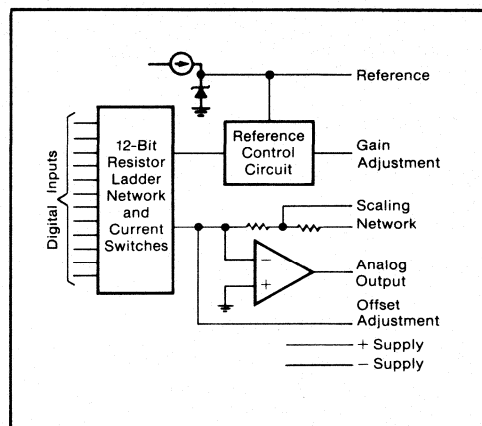 Reference
Digital Inputs
12-Bit
Resistor
Ladder
Network
and
Current
Switches
Reference
Control
Circuit
Gain
Adjustment
Scaling
Network
−
+
Analog
Output
Offset
Adjustment
+ Supply
− Supply